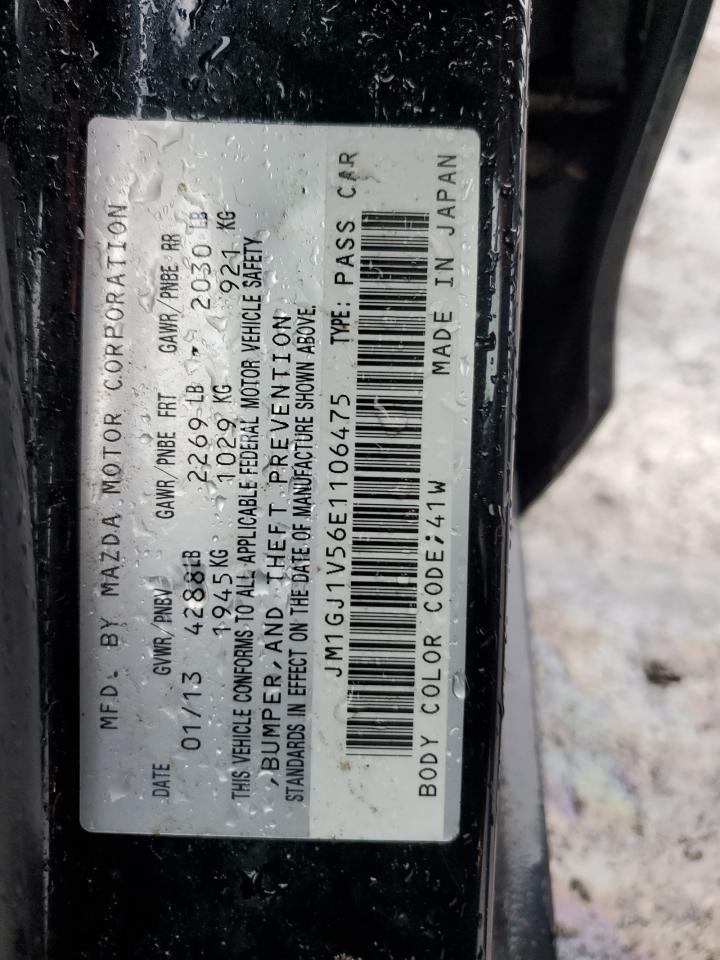 MFD. BY MAZDA MOTOR CORPORATION
DATE GVWR/PNBV GAWR/PNBE FRT GAWR/PNBE RR
01/13 4288LB 2269 LB 2030 LB
1945KG 1029 KG 921 KG
THIS VEHICLE CONFORMS TO ALL APPLICABLE FEDERAL MOTOR VEHICLE SAFETY
,BUMPER,AND THEFT PREVENTION
STANDARDS IN EFFECT ON THE DATE OF MANUFACTURE SHOWN ABOVE.
JM1GJ1V56E1106475 TYPE: PASS CAR
BODY COLOR CODE;41W MADE IN JAPAN